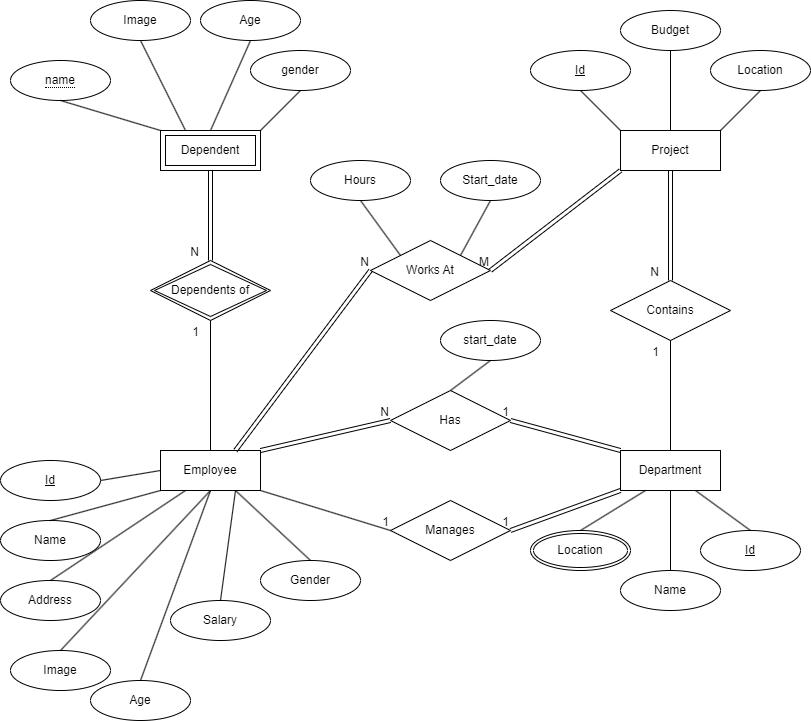 Image
Age
Budget
name
gender
Id
Location
Dependent
Project
Hours
Start_date
N
N
Works At
M
N
Dependents of
Contains
1
start_date
1
N
Has
1
Employee
Department
Id
1
Manages
1
Name
Location
Id
Address
Gender
Name
Salary
Image
Age